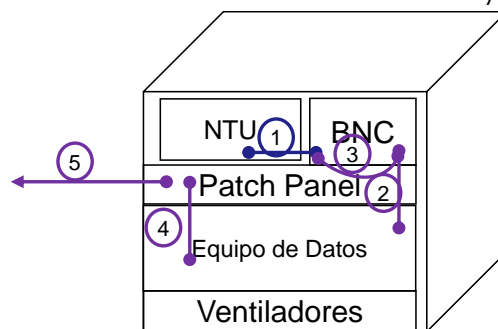 NTU 1 BNC
3
5 Patch Panel 2
4 Equipo de Datos
Ventiladores